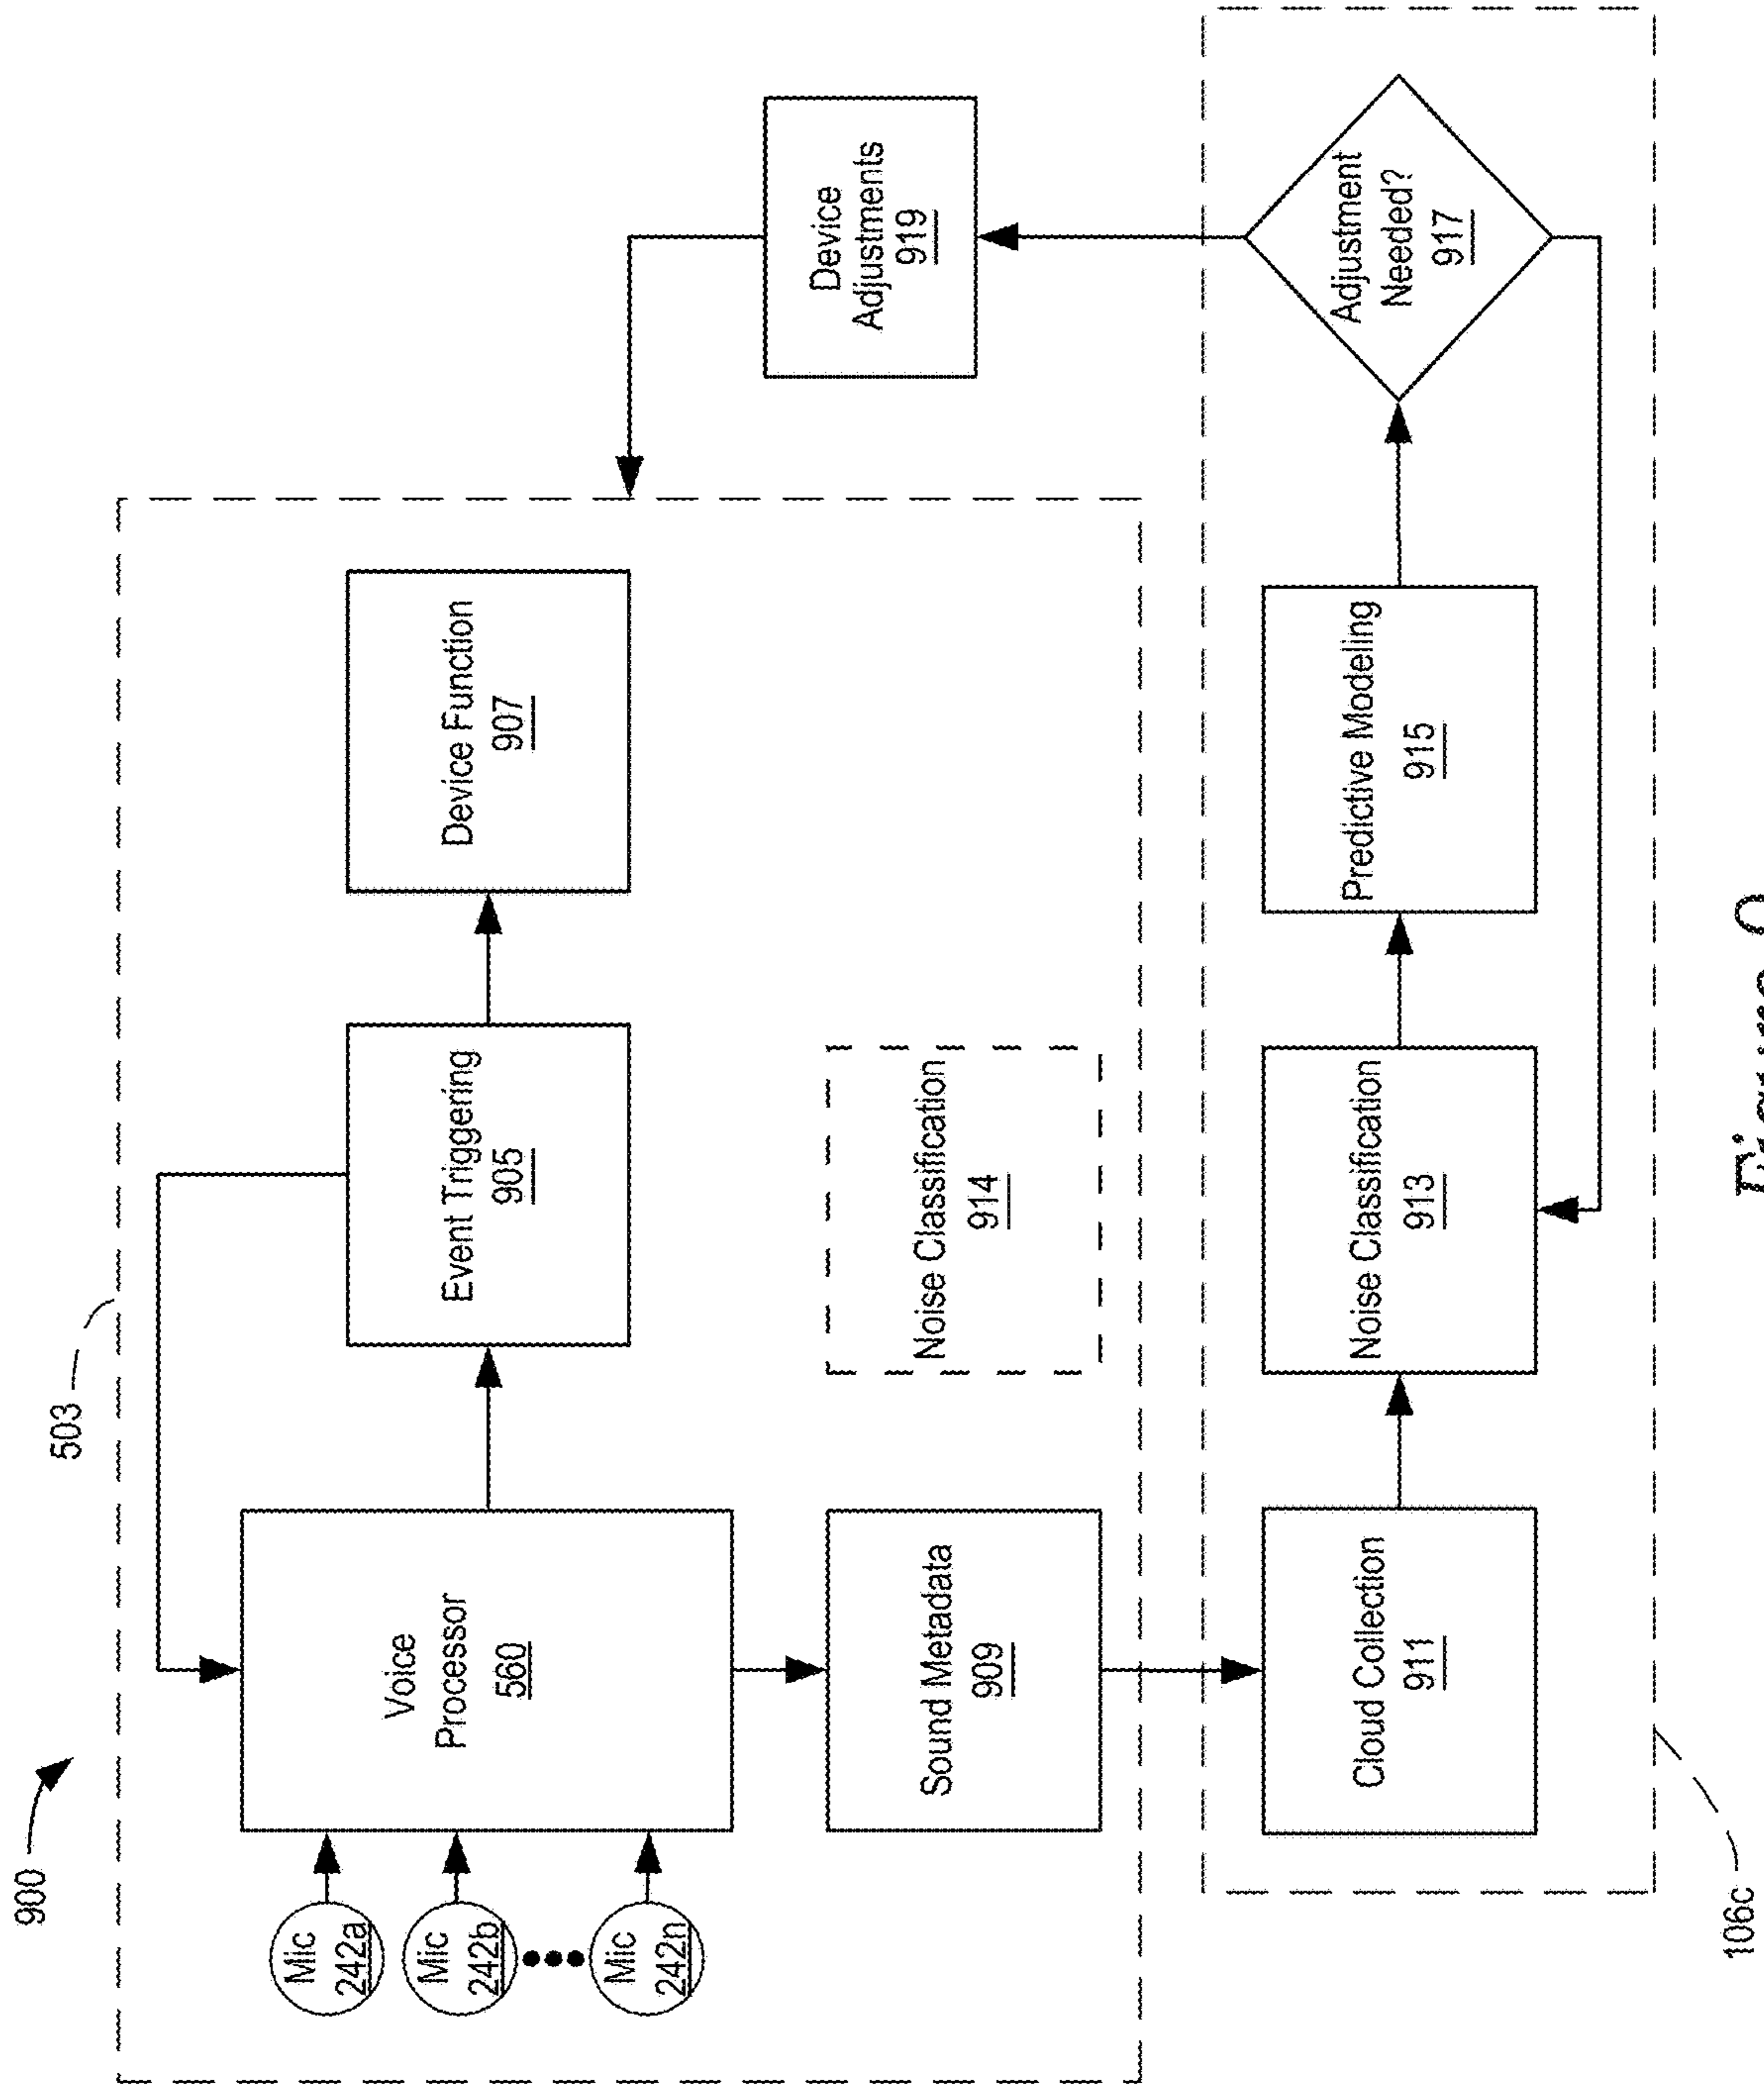 900
503
Mic
242a
Mic
242b
Mic
242n
Voice
Processor
560
Event Triggering
905
Device Function
907
Sound Metadata
909
Noise Classification
914
Device
Adjustments
919
Cloud Collection
911
Noise Classification
913
Predictive Modeling
915
Adjustment
Needed?
917
106c
Figure